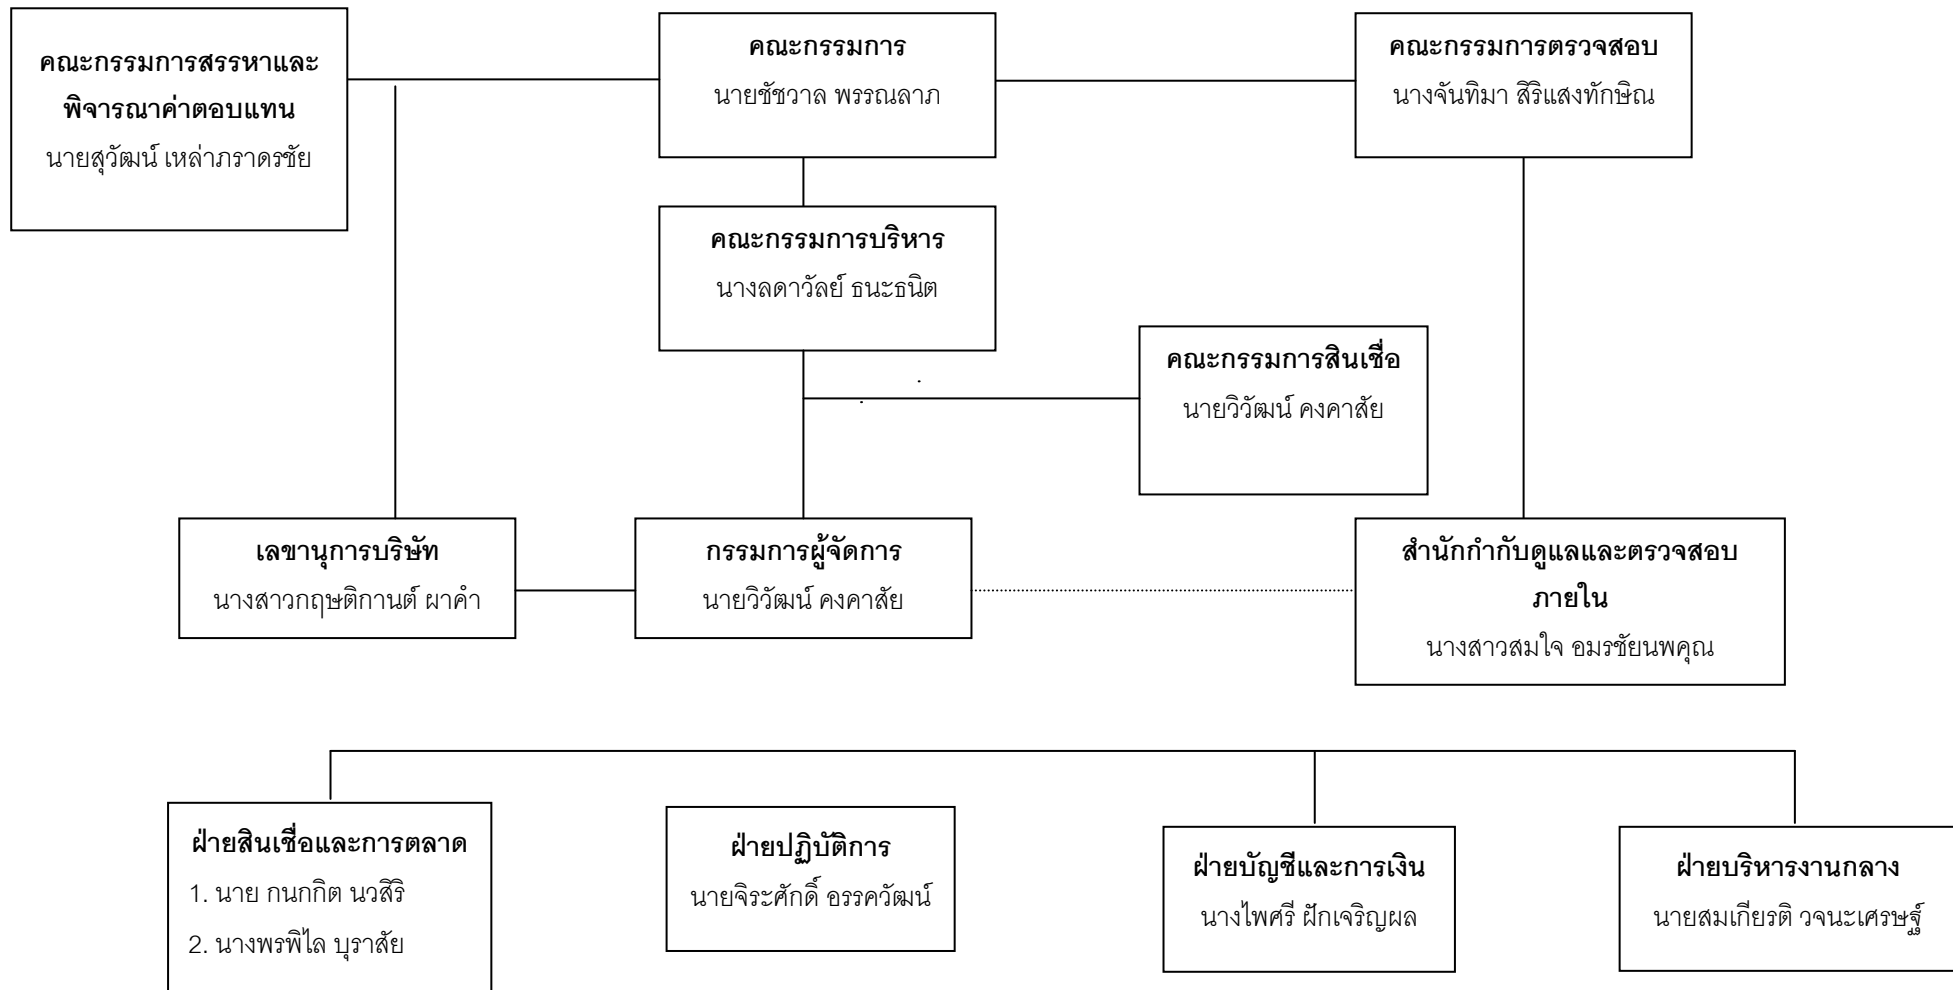 คณะกรรมการสรรหาและ
พิจารณาค่าตอบแทน
นายสุวัฒน์ เหล่าภราดรชัย
คณะกรรมการ
นายชัชวาล พรรณลาภ
คณะกรรมการตรวจสอบ
นางจันทิมา สิริแสงทักษิณ
คณะกรรมการบริหาร
นางลดาวัลย์ ธนะธนิต
คณะกรรมการสินเชื่อ
นายวิวัฒน์ คงคาสัย
เลขานุการบริษัท
นางสาวกฤษติกานต์ ผาคำ
กรรมการผู้จัดการ
นายวิวัฒน์ คงคาสัย
สำนักกำกับดูแลและตรวจสอบ
ภายใน
นางสาวสมใจ อมรชัยนพคุณ
ฝ่ายสินเชื่อและการตลาด
1. นาย กนกกิต นวสิริ
2. นางพรพิไล บุราสัย
ฝ่ายปฏิบัติการ
นายจิระศักดิ์ อรรควัฒน์
ฝ่ายบัญชีและการเงิน
นางไพศรี ฝักเจริญผล
ฝ่ายบริหารงานกลาง
นายสมเกียรติ วจนะเศรษฐ์